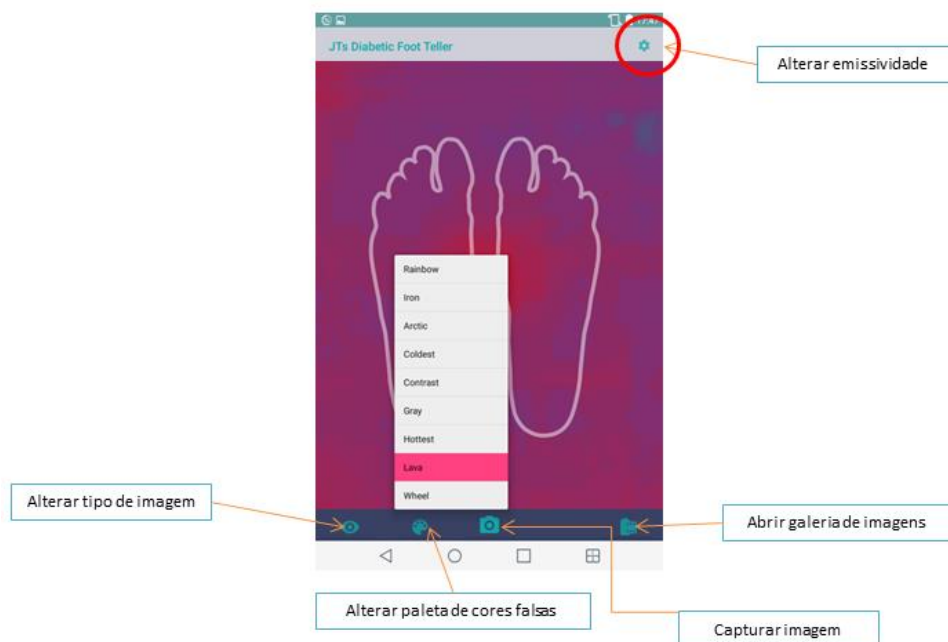 JTs Diabetic Foot Teller
Alterar emissividade
Rainbow
Iron
Arctic
Coldest
Contrast
Gray
Hottest
Lava
Wheel
Alterar tipo de imagem
Abrir galeria de imagens
Alterar paleta de cores falsas
Capturar imagem